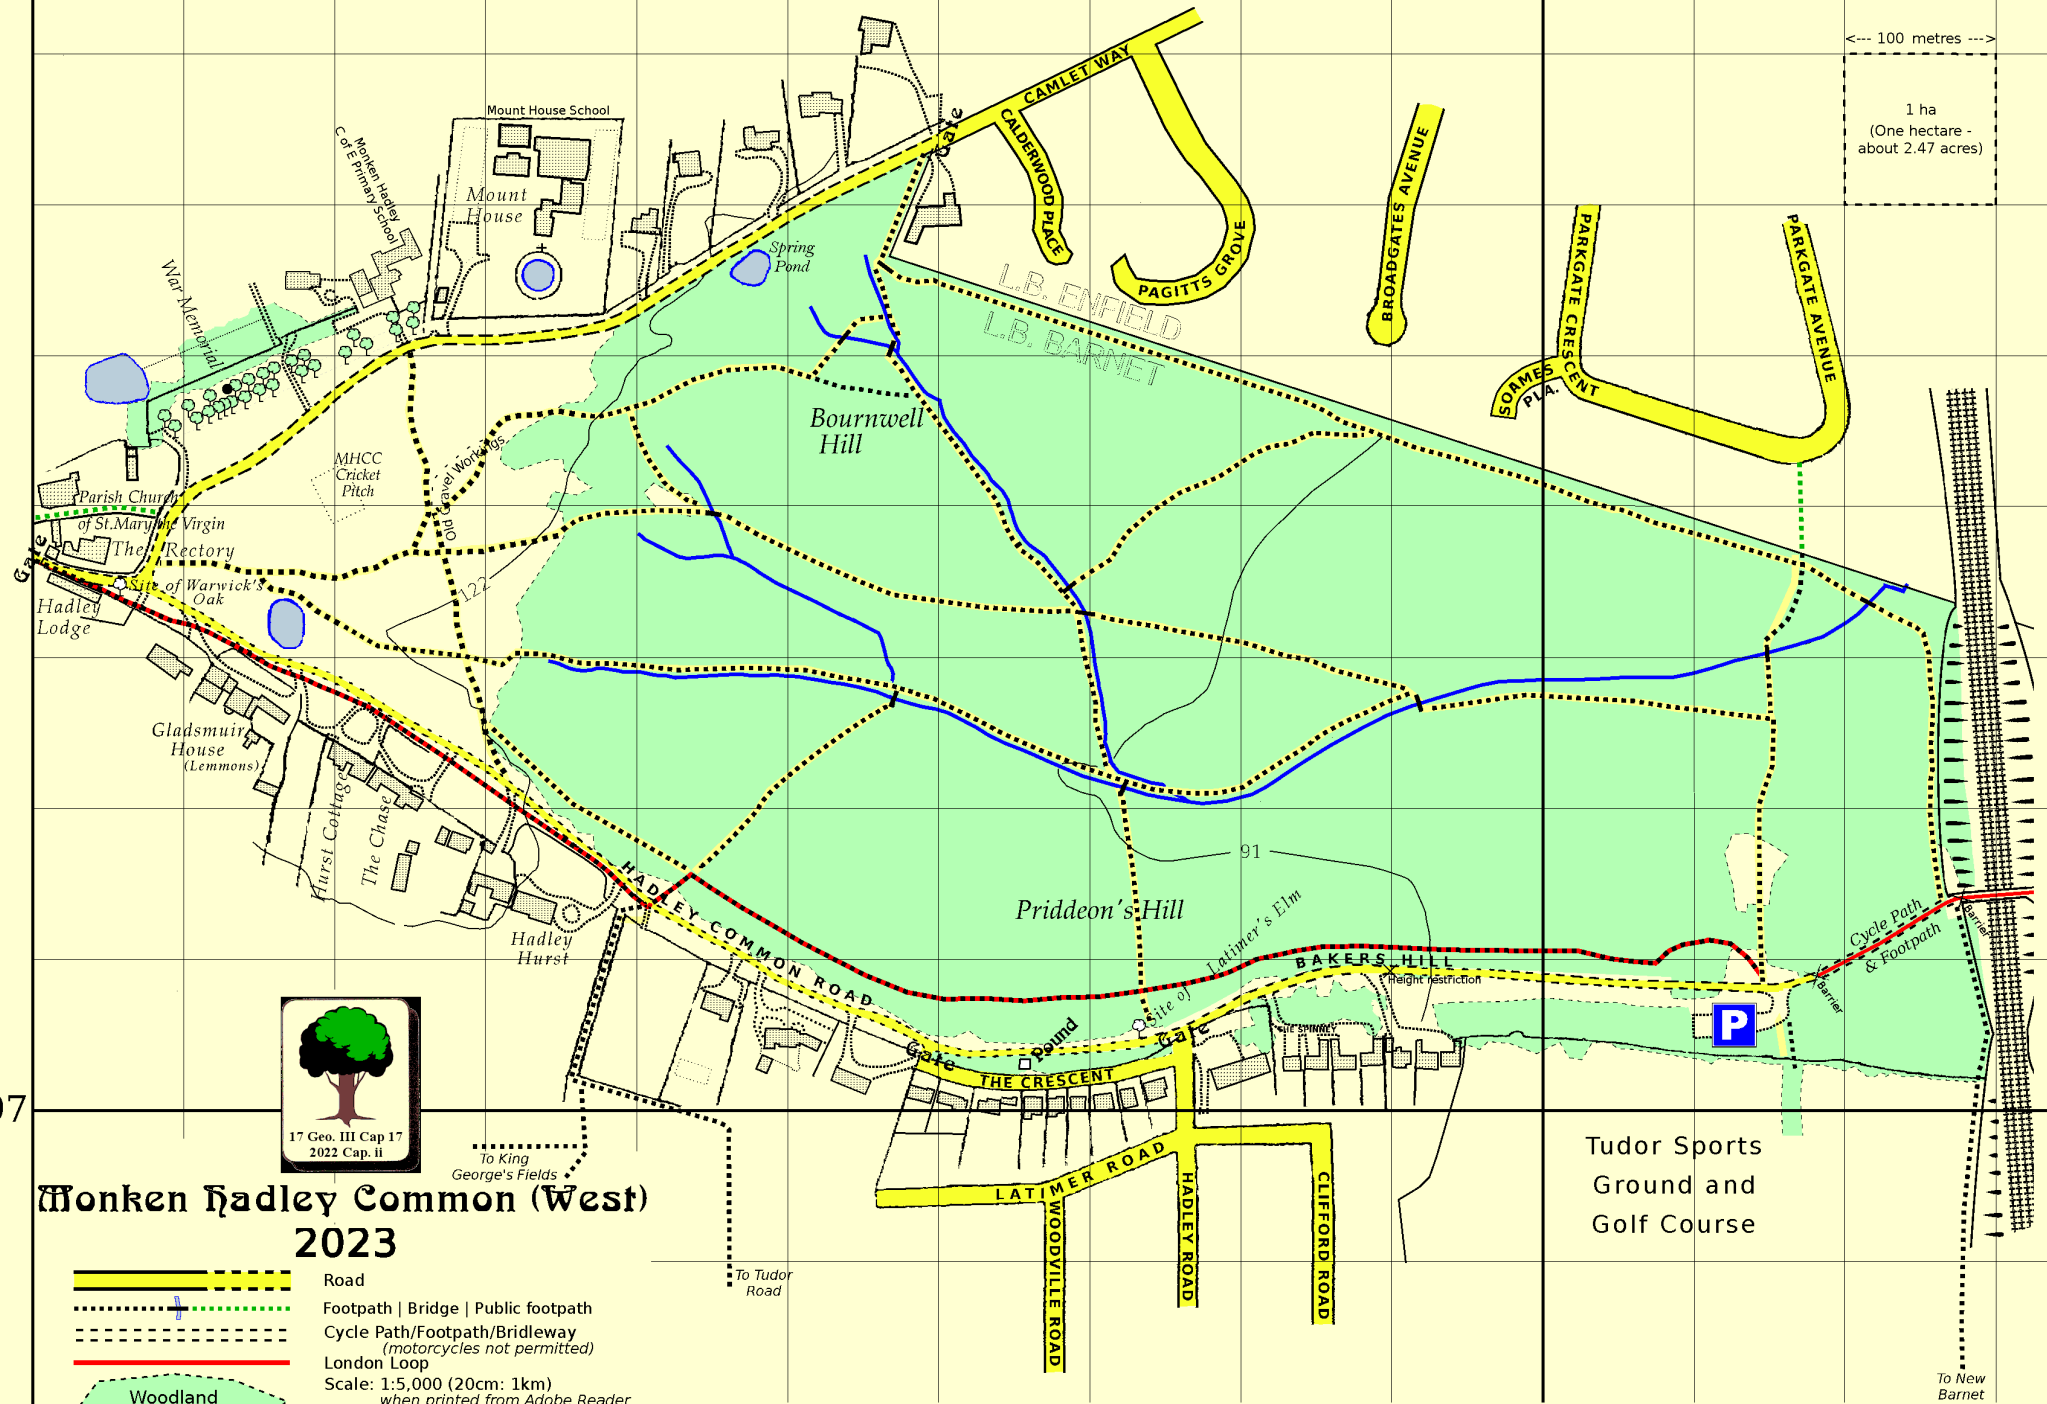 <--- 100 metres --->
1 ha
(One hectare -
about 2.47 acres)
CAMLET WAY
Gate
CALDERWOOD PLACE
PAGITTS GROVE
BROADGATES AVENUE
PARKGATE CRESCENT
PARKGATE AVENUE
SOAMES
PLA.
L.B. ENFIELD
L.B. BARNET
Mount House School
Mount
House
Monken Hadley
C of E Primary School
War Memorial
Spring
Pond
Bournwell
Hill
MHCC
Cricket
Pitch
Old Gravel Workings
Parish Church
of St.Mary the Virgin
The Rectory
Gate
Site of Warwick's
Oak
Hadley
Lodge
122
Gladsmuir
House
(Lemmons)
Hurst Cottage
The Chase
Hadley
Hurst
HADLEY COMMON ROAD
91
Priddeon's Hill
Site of Latimer's Elm
BAKERS HILL
Height restriction
Cycle Path
& Footpath
Barrier
Barrier
P
THE SPINNEY
Gate
Pound
Gate
THE CRESCENT
LATIMER ROAD
WOODVILLE ROAD
HADLEY ROAD
CLIFFORD ROAD
Tudor Sports
Ground and
Golf Course
07
17 Geo. III Cap 17
2022 Cap. ii
To King
George's Fields
To Tudor
Road
To New
Barnet
Monken Hadley Common (West)
2023
Road
Footpath | Bridge | Public footpath
Cycle Path/Footpath/Bridleway
(motorcycles not permitted)
London Loop
Scale: 1:5,000 (20cm: 1km)
when printed from Adobe Reader
Woodland